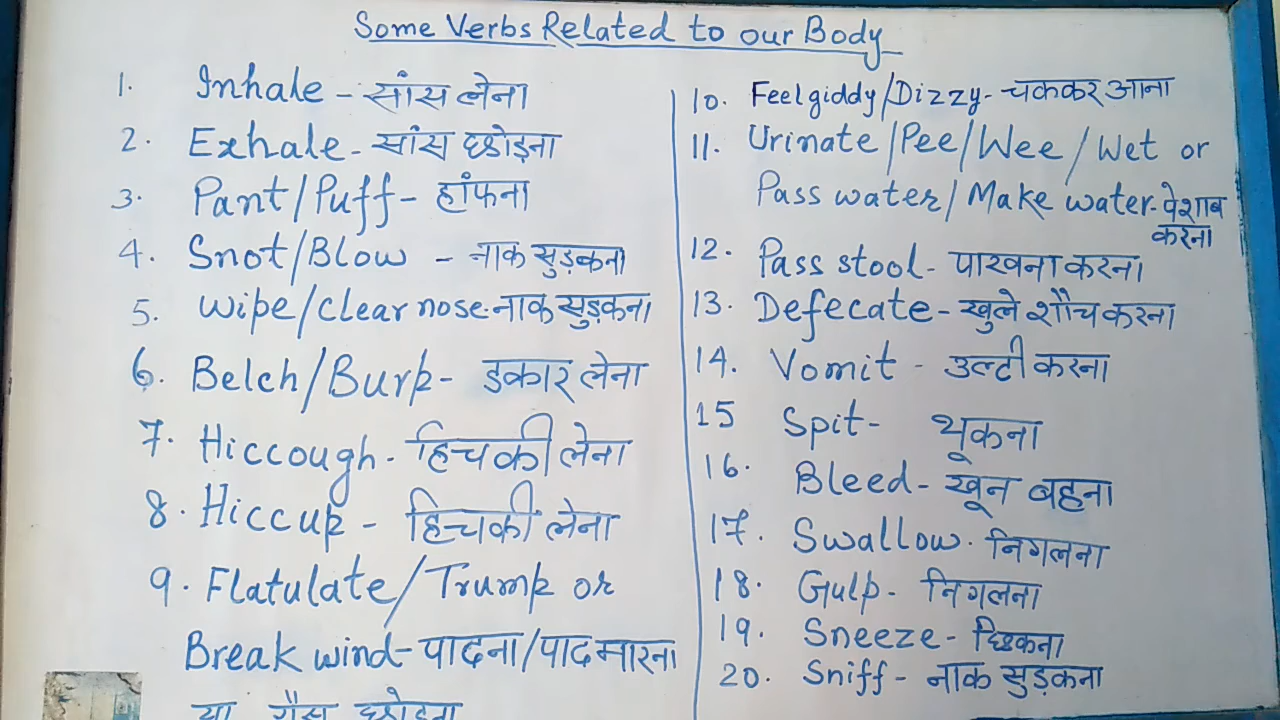 Some Verbs Related to our Body
1. Inhale - सांस लेना
2. Exhale - सांस छोड़ना
3. Pant/Puff - हांफना
4. Snot/Blow - नाक सुड़कना
5. Wipe/Clear nose - नाक सुड़कना
6. Belch/Burp - डकार लेना
7. Hiccough - हिचकी लेना
8. Hiccup - हिचकी लेना
9. Flatulate/Trump or
Break wind - पादना/पाद मारना
या गैस छोड़ना
10. Feel giddy/Dizzy - चककर आना
11. Urinate/Pee/Wee/Wet or
Pass water/Make water - पेशाब
करना
12. Pass stool - पाखना करना
13. Defecate - खुले शौच करना
14. Vomit - उल्टी करना
15 Spit - थूकना
16. Bleed - खून बहना
17. Swallow - निगलना
18. Gulp - निगलना
19. Sneeze - छिकना
20. Sniff - नाक सुड़कना